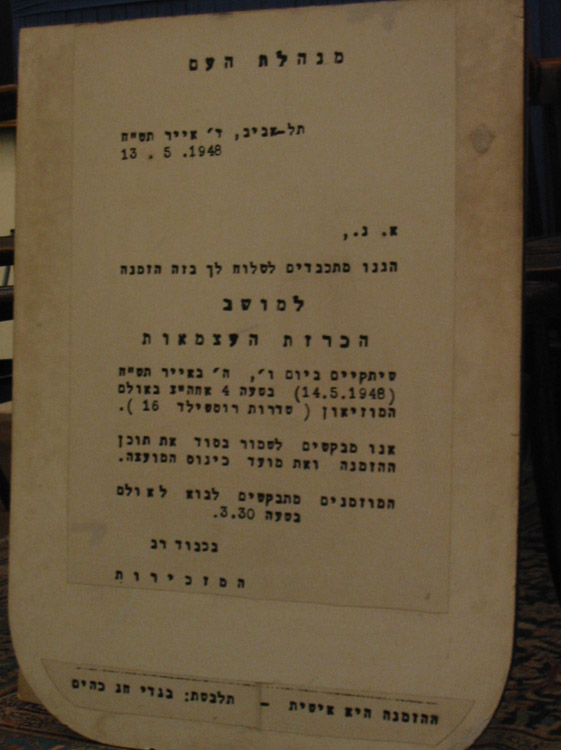 מנהלת העם
תל-אביב, ד' אייר תש"ח
13 . 5 .1948
א. נ.,
הננו מתכבדים לשלוח לך בזה הזמנה
למושב
הכרזת העצמאות
שיתקיים ביום ו', ה' באייר תש"ח
(14.5.1948) בשעה 4 אחה"צ באולם
המוזיאון ( שדרות רוטשילד 16 ).
אנו מבקשים לשמור בסוד את תוכן
ההזמנה ואת מועד כינוס המועצה.
המוזמנים מתבקשים לבוא לאולם
בשעה 3.30.
בכבוד רב
המזכירות
ההזמנה היא אישית – תלבשת: בגדי חג כהים